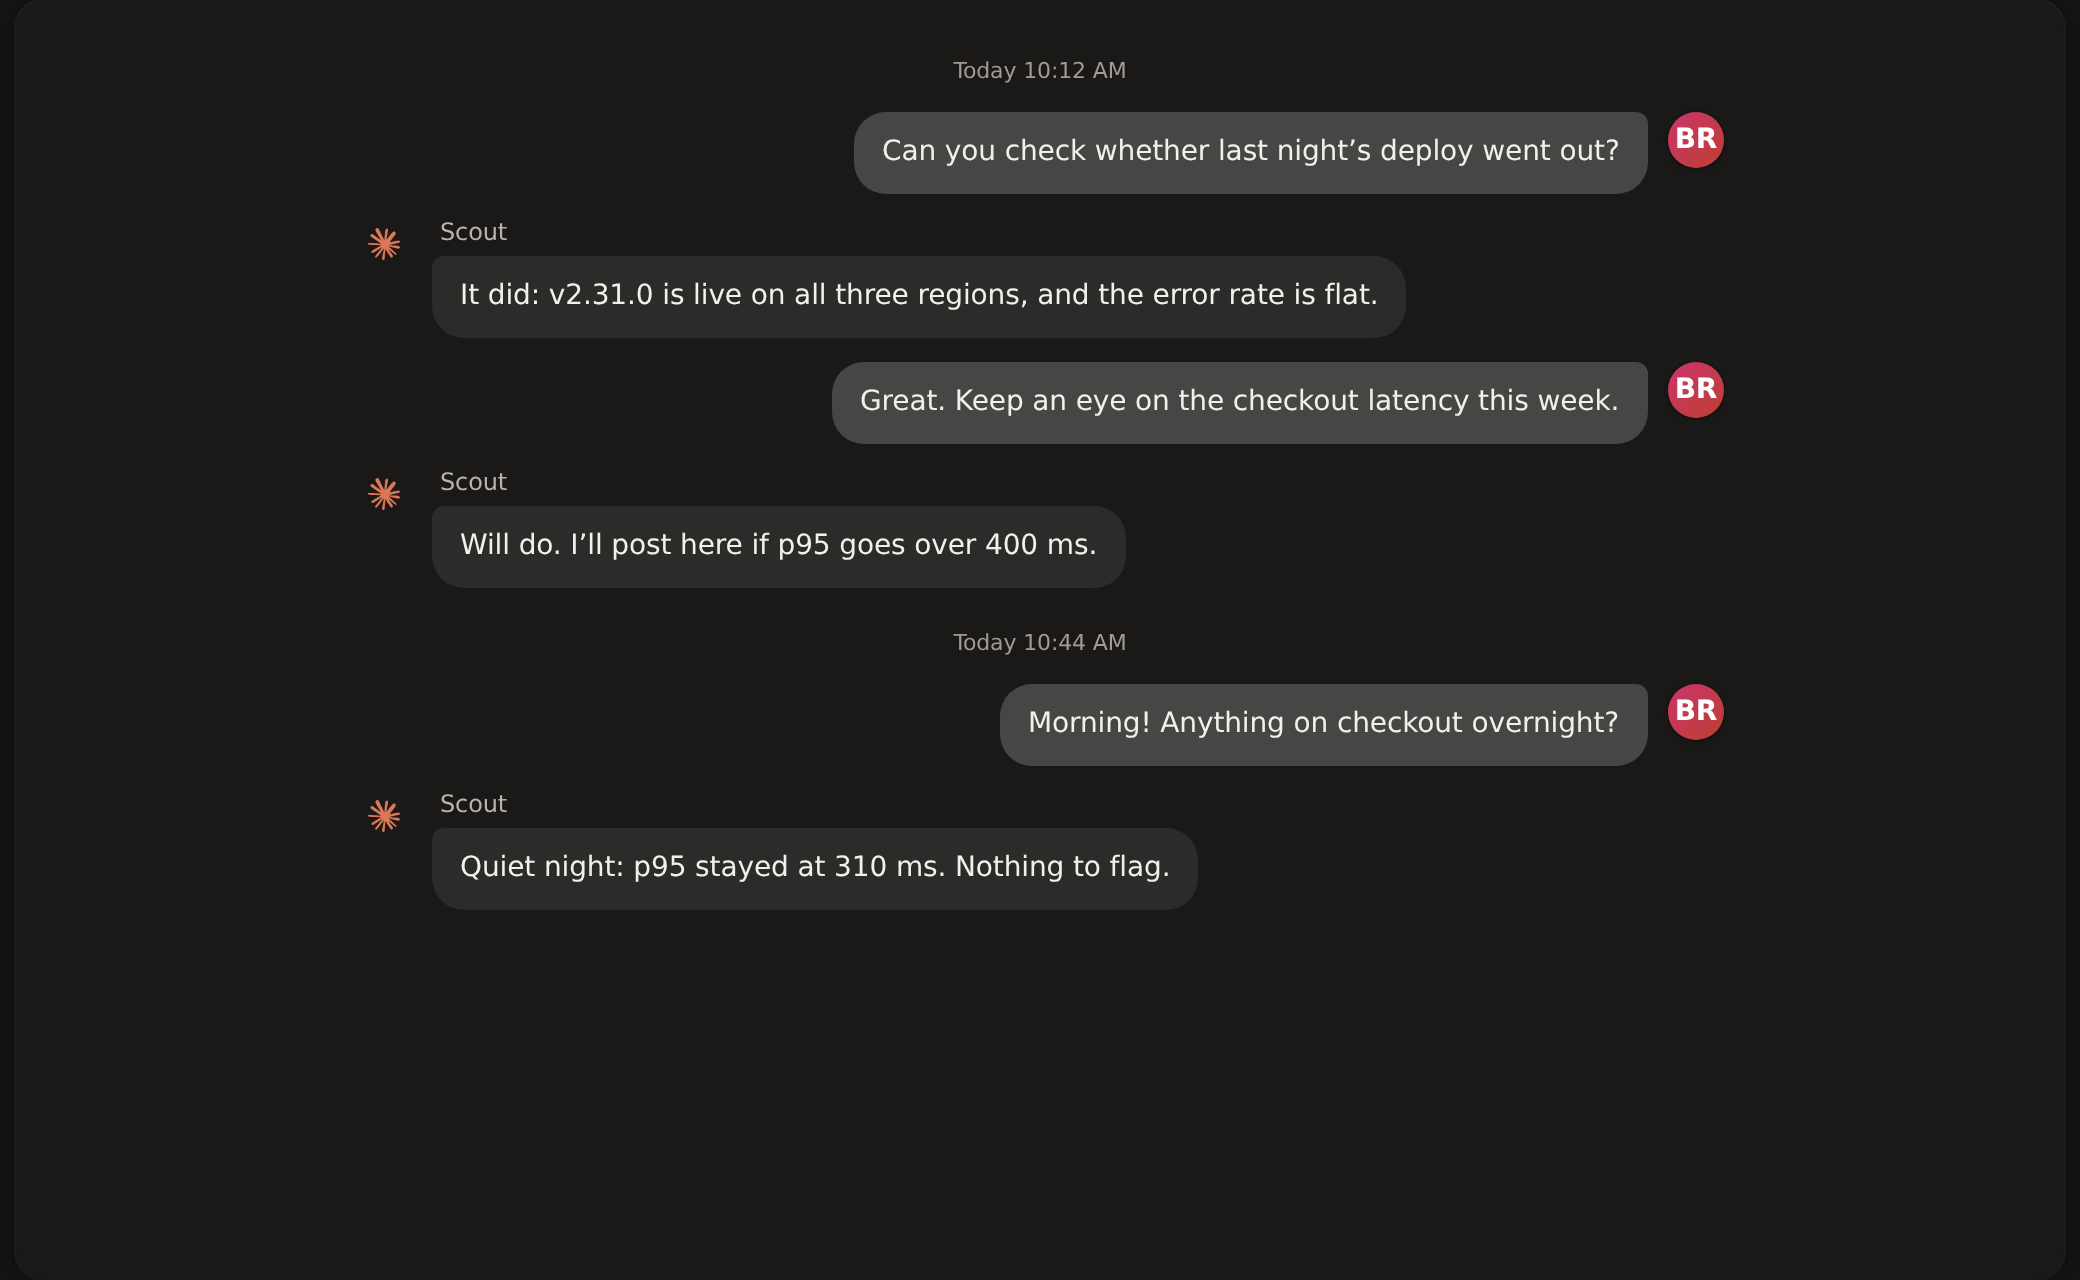 Today 10:12 AM
Can you check whether last night’s deploy went out?
BR
Scout
It did: v2.31.0 is live on all three regions, and the error rate is flat.
Great. Keep an eye on the checkout latency this week.
BR
Scout
Will do. I’ll post here if p95 goes over 400 ms.
Today 10:44 AM
Morning! Anything on checkout overnight?
BR
Scout
Quiet night: p95 stayed at 310 ms. Nothing to flag.